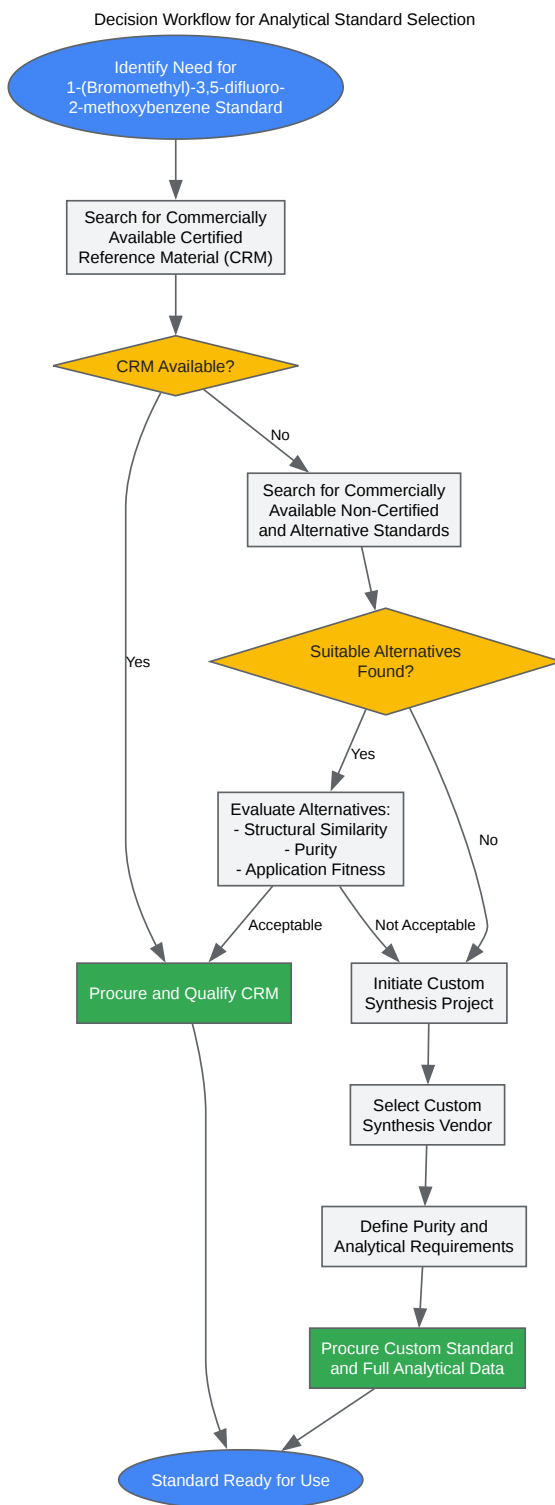 Decision Workflow for Analytical Standard Selection
Identify Need for
1-(Bromomethyl)-3,5-difluoro-
2-methoxybenzene Standard
Search for Commercially
Available Certified
Reference Material (CRM)
CRM Available?
No
Search for Commercially
Available Non-Certified
and Alternative Standards
Yes
Suitable Alternatives
Found?
Yes
Evaluate Alternatives:
- Structural Similarity
- Purity
- Application Fitness
No
Acceptable
Not Acceptable
Procure and Qualify CRM
Initiate Custom
Synthesis Project
Select Custom
Synthesis Vendor
Define Purity and
Analytical Requirements
Procure Custom Standard
and Full Analytical Data
Standard Ready for Use